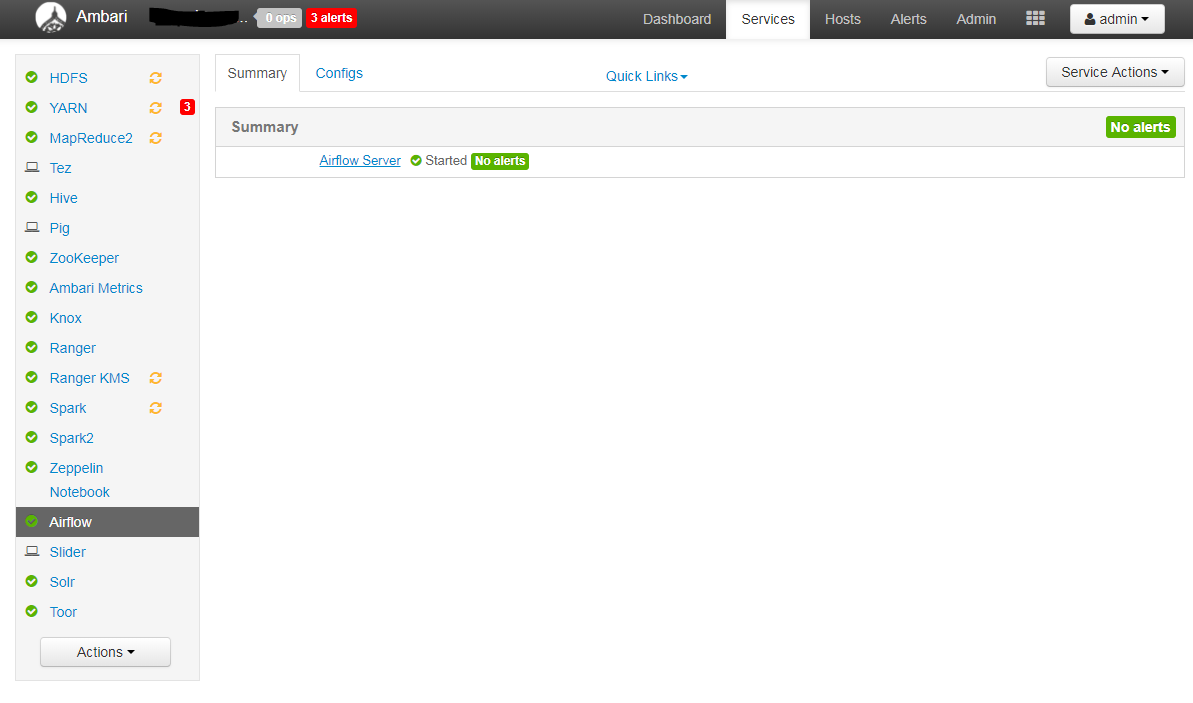 Ambari .. 0 ops 3 alerts Dashboard Services Hosts Alerts Admin admin
Summary Configs Quick Links Service Actions
HDFS
YARN 3
MapReduce2
Tez
Hive
Pig
ZooKeeper
Ambari Metrics
Knox
Ranger
Ranger KMS
Spark
Spark2
Zeppelin
Notebook
Airflow
Slider
Solr
Toor
Actions
Summary No alerts
Airflow Server Started No alerts